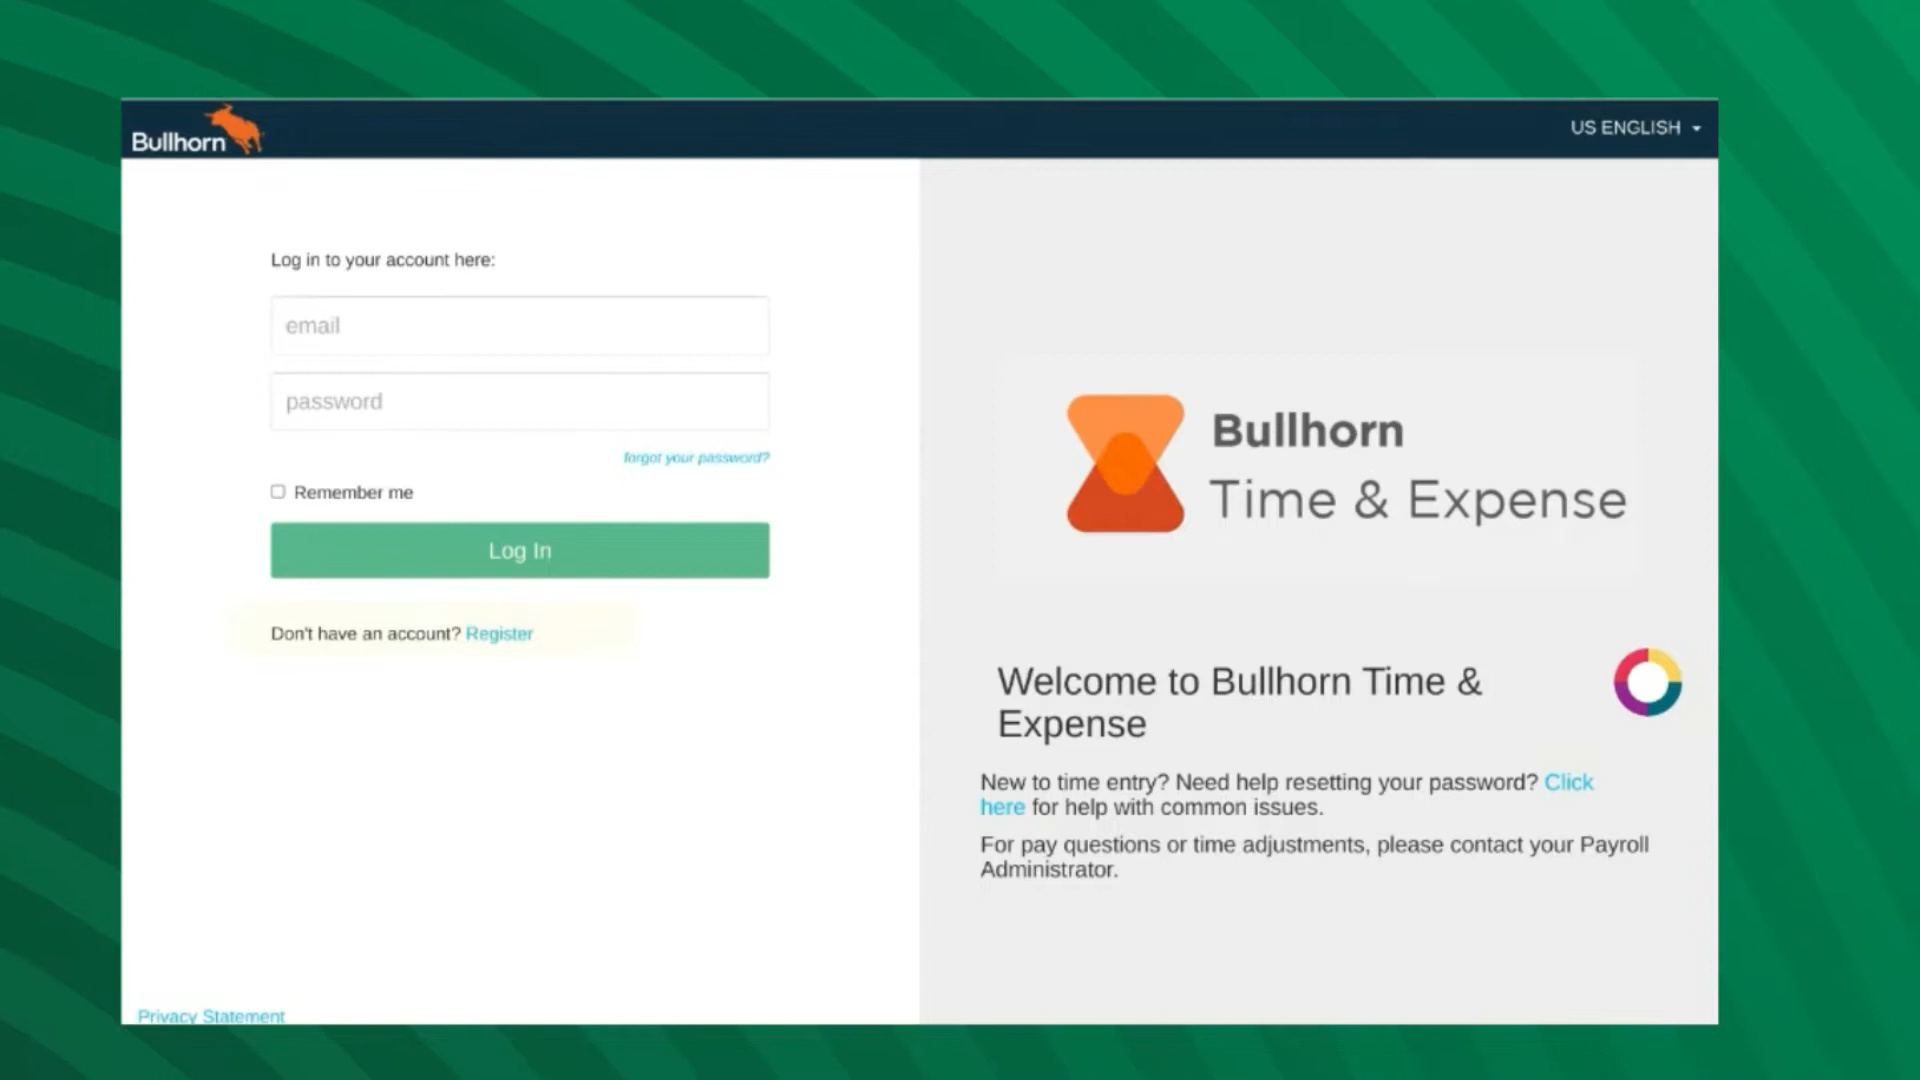 Bullhorn
US ENGLISH
Log in to your account here:
email
password
forgot your password?
Remember me
Log In
Don't have an account? Register
Privacy Statement
Bullhorn
Time & Expense
Welcome to Bullhorn Time &
Expense
New to time entry? Need help resetting your password? Click
here for help with common issues.
For pay questions or time adjustments, please contact your Payroll
Administrator.